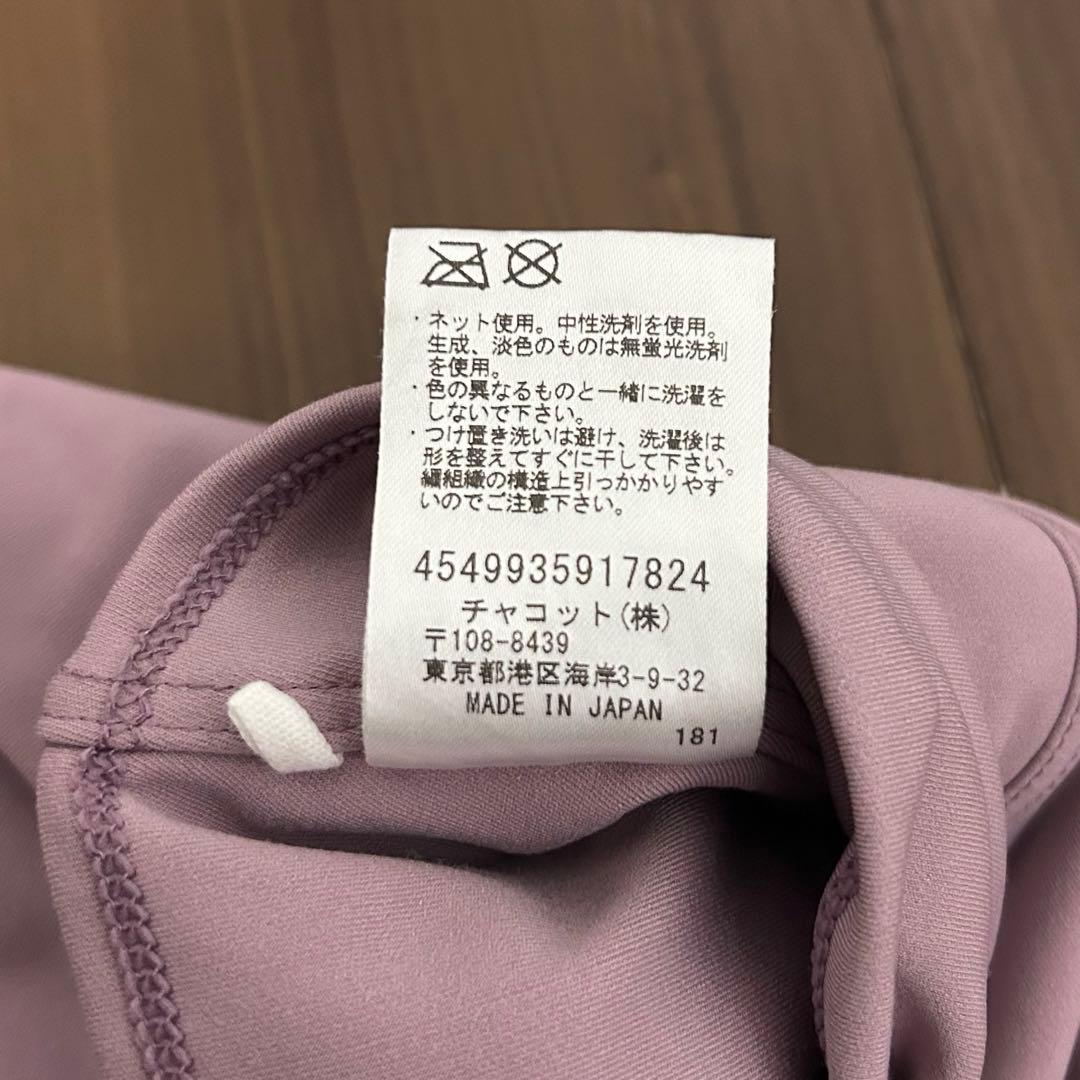 ・ネット使用。中性洗剤を使用。
生成、淡色のものは無蛍光洗剤
を使用。
・色の異なるものと一緒に洗濯を
しないで下さい。
・つけ置き洗いは避け、洗濯後は
形を整えてすぐに干して下さい。
編組織の構造上引っかかりやす
いのでご注意下さい。
4549935917824
チャコット(株)
〒108-8439
東京都港区海岸3-9-32
MADE IN JAPAN
181